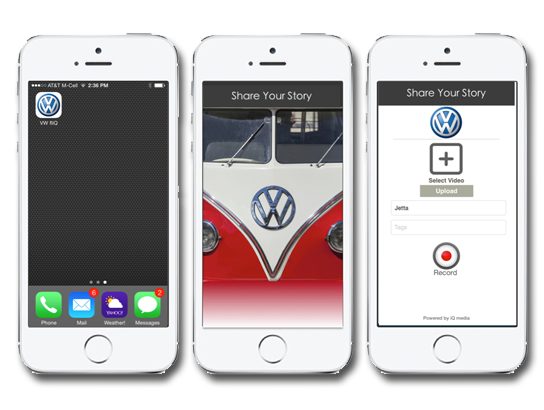 AT&T M-Cell 2:36 PM
VW RIQ
6
2
YAHOO!
Phone
Mail
Weather!
Messages
Share Your Story
Share Your Story
Select Video
Upload
Jetta
Tags
Record
Powered by iQ media